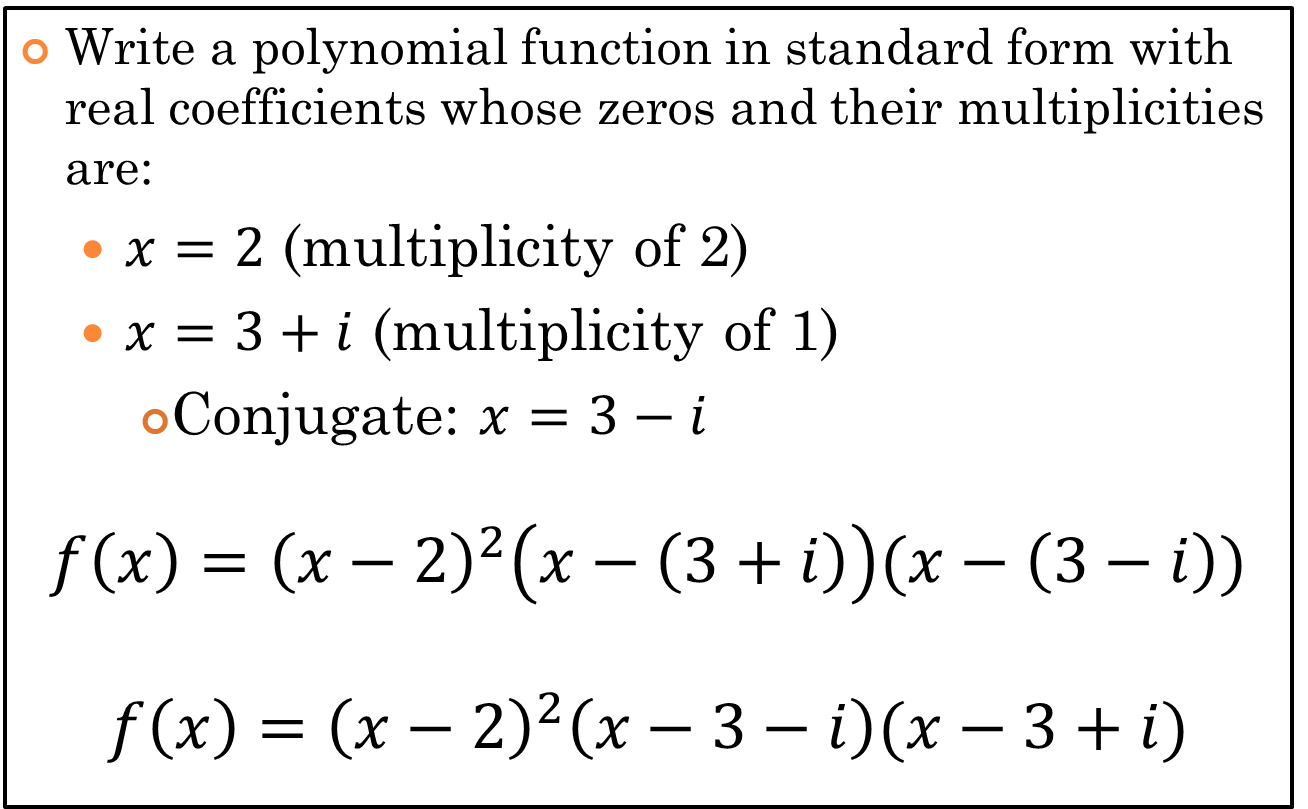 Write a polynomial function in standard form with
real coefficients whose zeros and their multiplicities
are:
x = 2 (multiplicity of 2)
x = 3 + i (multiplicity of 1)
Conjugate: x = 3 − i
f(x) = (x − 2)²(x − (3 + i))(x − (3 − i))
f(x) = (x − 2)²(x − 3 − i)(x − 3 + i)